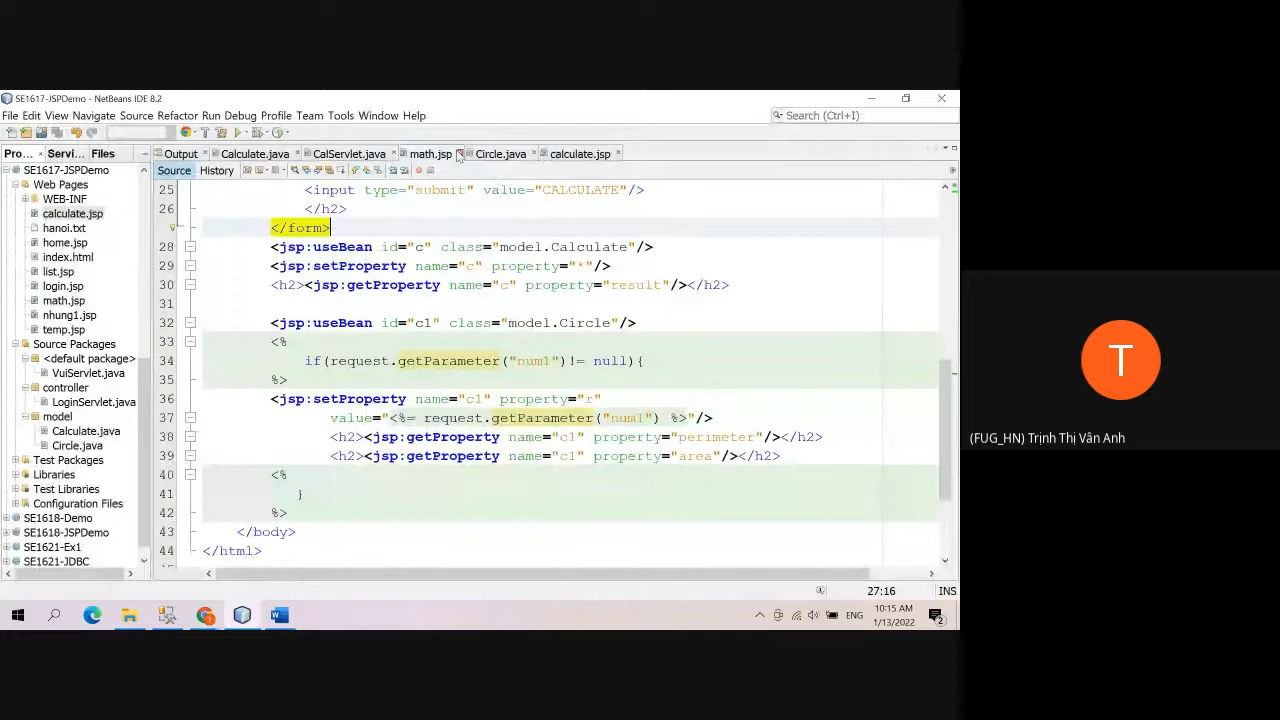 SE1617-JSPDemo - NetBeans IDE 8.2
File Edit View Navigate Source Refactor Run Debug Profile Team Tools Window Help
Search (Ctrl+I)
Pro... Servi... Files
Output Calculate.java CalServlet.java math.jsp Circle.java calculate.jsp
Source History
SE1617-JSPDemo
Web Pages
WEB-INF
calculate.jsp
hanoi.txt
home.jsp
index.html
list.jsp
login.jsp
math.jsp
nhung1.jsp
temp.jsp
Source Packages
<default package>
VuiServlet.java
controller
LoginServlet.java
model
Calculate.java
Circle.java
Test Packages
Libraries
Test Libraries
Configuration Files
SE1618-Demo
SE1618-JSPDemo
SE1621-Ex1
SE1621-JDBC
25 <input type="submit" value="CALCULATE"/>
26 </h2>
</form>
28 <jsp:useBean id="c" class="model.Calculate"/>
29 <jsp:setProperty name="c" property="*"/>
30 <h2><jsp:getProperty name="c" property="result"/></h2>
31
32 <jsp:useBean id="c1" class="model.Circle"/>
33 <%
34 if(request.getParameter("num1")!= null){
35 %>
36 <jsp:setProperty name="c1" property="r"
37 value="<%= request.getParameter("num1") %>"/>
38 <h2><jsp:getProperty name="c1" property="perimeter"/></h2>
39 <h2><jsp:getProperty name="c1" property="area"/></h2>
40 <%
41 }
42 %>
43 </body>
44 </html>
27:16 INS
ENG
10:15 AM
1/13/2022
2
T
(FUG_HN) Trịnh Thị Vân Anh